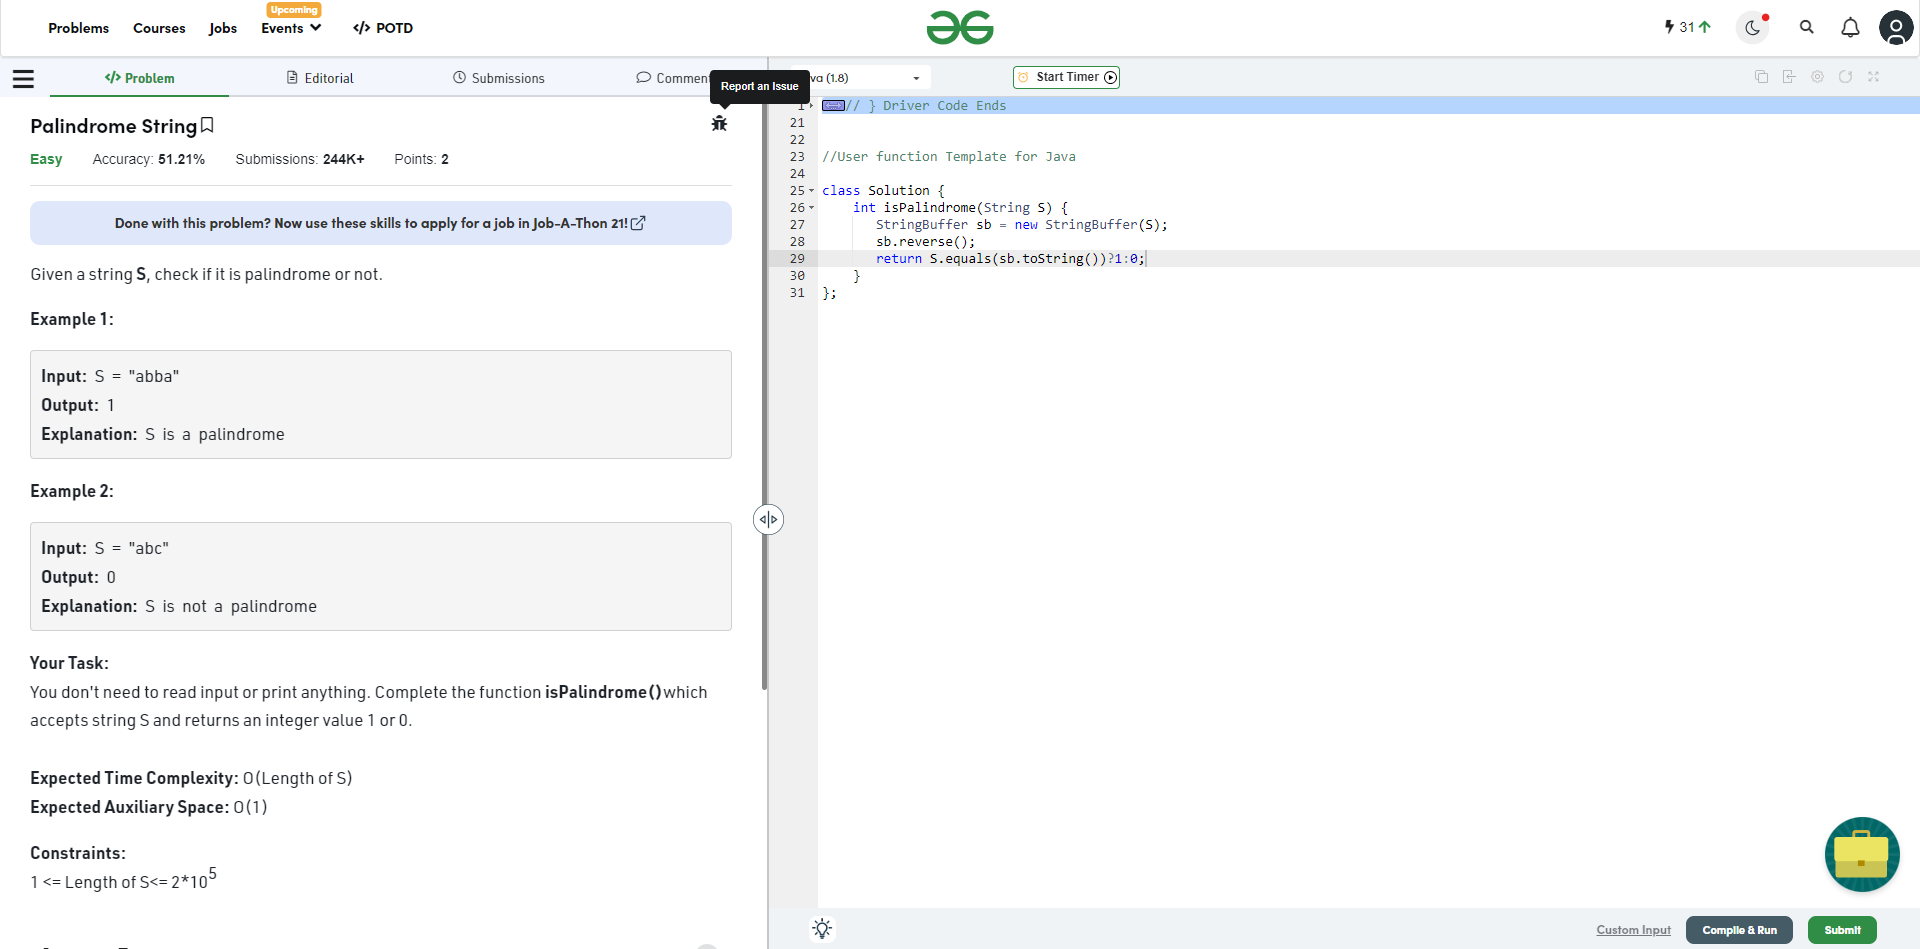 Upcoming
Problems Courses Jobs Events </> POTD
31
</> Problem Editorial Submissions
Report an Issue
(1.8)
Start Timer
Palindrome String
Easy Accuracy: 51.21% Submissions: 244K+ Points: 2
Done with this problem? Now use these skills to apply for a job in Job-A-Thon 21!
Given a string S, check if it is palindrome or not.
Example 1:
Input: S = "abba"
Output: 1
Explanation: S is a palindrome
Example 2:
Input: S = "abc"
Output: 0
Explanation: S is not a palindrome
Your Task:
You don't need to read input or print anything. Complete the function isPalindrome() which
accepts string S and returns an integer value 1 or 0.
Expected Time Complexity: O(Length of S)
Expected Auxiliary Space: O(1)
Constraints:
1 <= Length of S<= 2*10^5
1 // } Driver Code Ends
21
22
23 //User function Template for Java
24
25 class Solution {
26 int isPalindrome(String S) {
27 StringBuffer sb = new StringBuffer(S);
28 sb.reverse();
29 return S.equals(sb.toString())?1:0;
30 }
31 };
Custom Input Compile & Run Submit